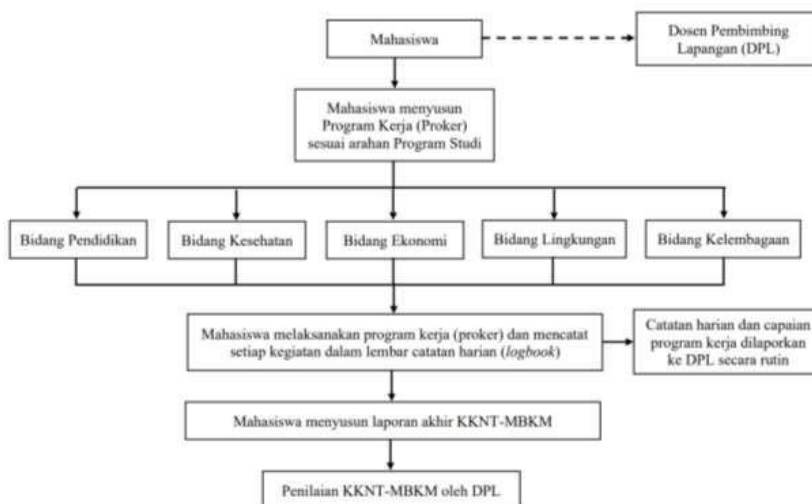 Mahasiswa
Dosen Pembimbing
Lapangan (DPL)
Mahasiswa menyusun
Program Kerja (Proker)
sesuai arahan Program Studi
Bidang Pendidikan
Bidang Kesehatan
Bidang Ekonomi
Bidang Lingkungan
Bidang Kelembagaan
Mahasiswa melaksanakan program kerja (proker) dan mencatat
setiap kegiatan dalam lembar catatan harian (logbook)
Catatan harian dan capaian
program kerja dilaporkan
ke DPL secara rutin
Mahasiswa menyusun laporan akhir KKNT-MBKM
Penilaian KKNT-MBKM oleh DPL